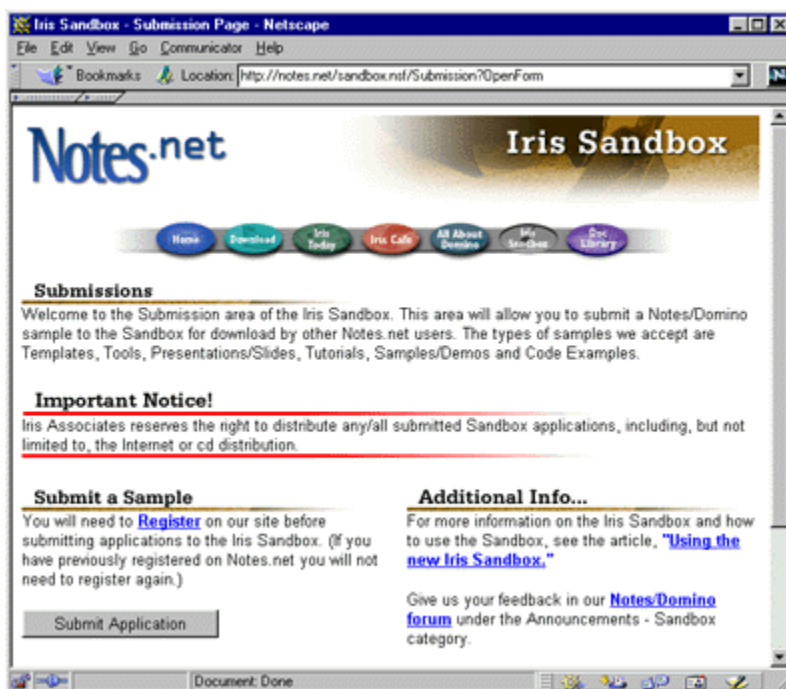 Iris Sandbox - Submission Page - Netscape
File Edit View Go Communicator Help
Bookmarks Location: http://notes.net/sandbox.nsf/Submission?OpenForm
N
Notes.net
Iris Sandbox
Home Download Iris Today Iris Cafe All About Domino Iris Sandbox Doc Library
Submissions
Welcome to the Submission area of the Iris Sandbox. This area will allow you to submit a Notes/Domino
sample to the Sandbox for download by other Notes.net users. The types of samples we accept are
Templates, Tools, Presentations/Slides, Tutorials, Samples/Demos and Code Examples.
Important Notice!
Iris Associates reserves the right to distribute any/all submitted Sandbox applications, including, but not
limited to, the Internet or cd distribution.
Submit a Sample
You will need to Register on our site before
submitting applications to the Iris Sandbox. (If you
have previously registered on Notes.net you will not
need to register again.)
Submit Application
Additional Info...
For more information on the Iris Sandbox and how
to use the Sandbox, see the article, "Using the
new Iris Sandbox."
Give us your feedback in our Notes/Domino
forum under the Announcements - Sandbox
category.
Document: Done